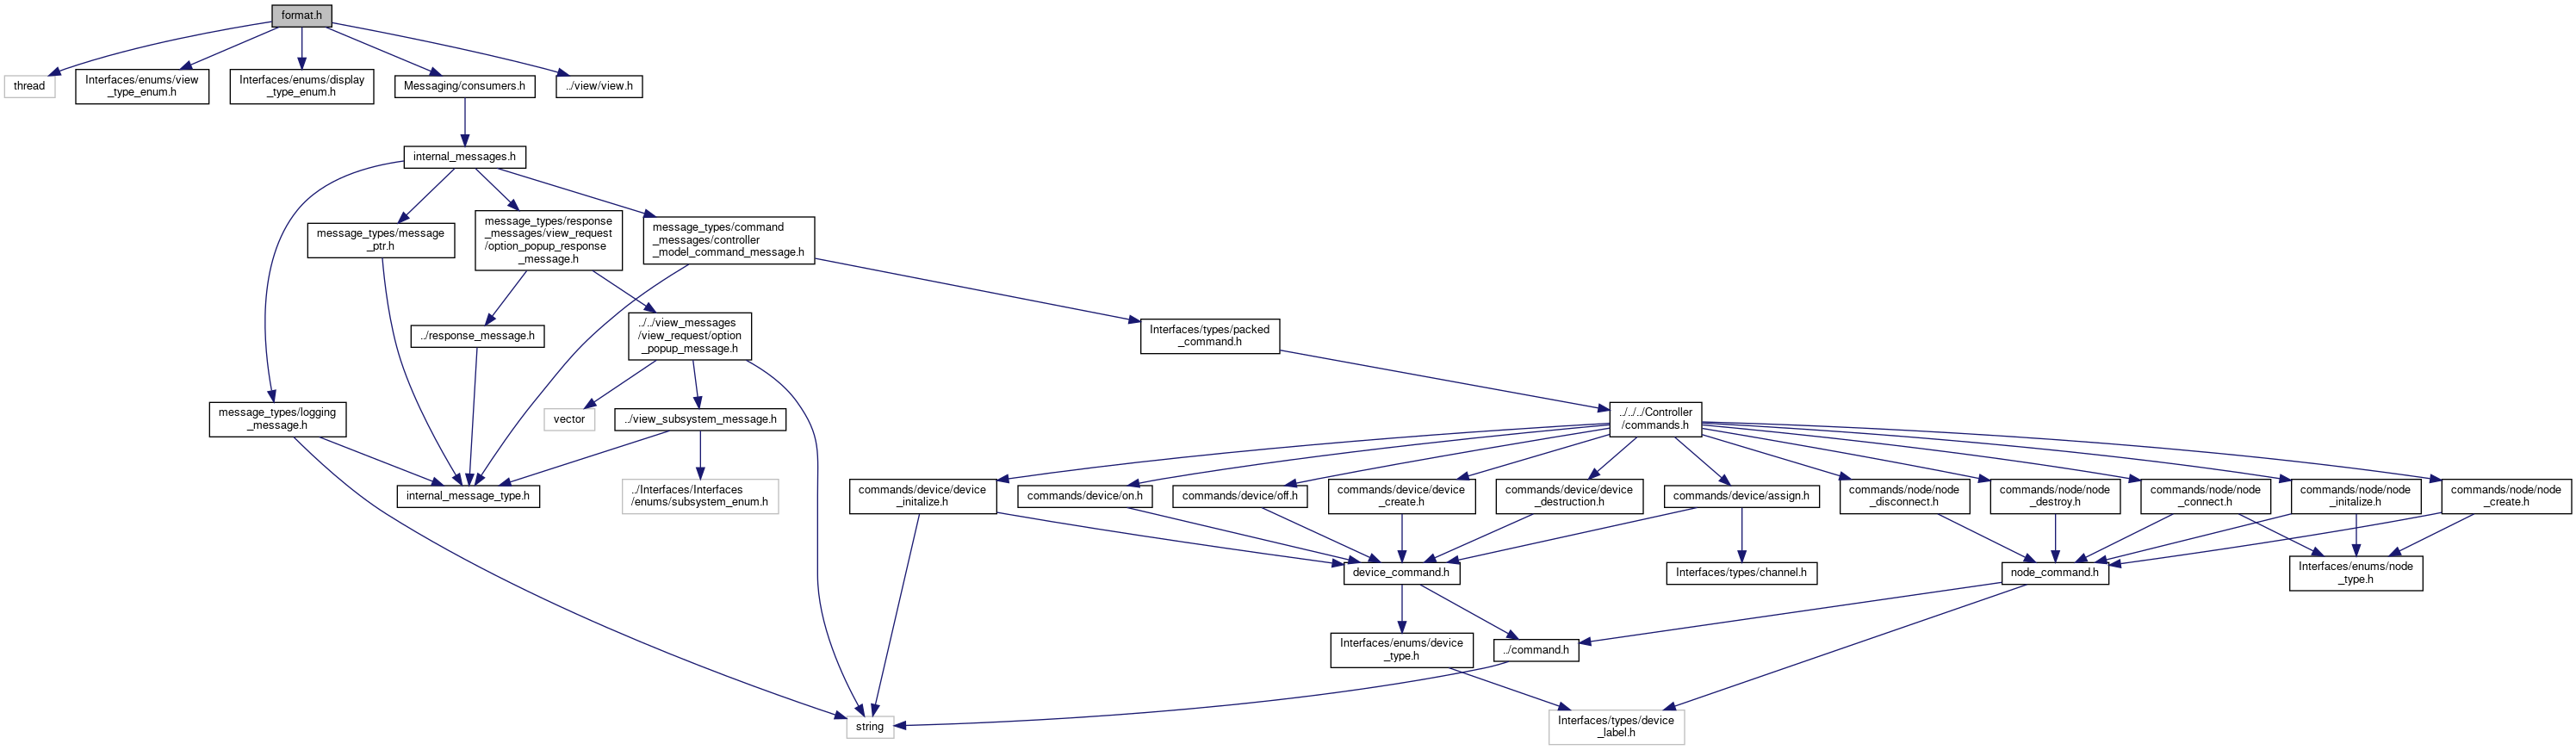 format.h
thread
Interfaces/enums/view
_type_enum.h
Interfaces/enums/display
_type_enum.h
Messaging/consumers.h
../view/view.h
internal_messages.h
message_types/message
_ptr.h
message_types/response
_messages/view_request
/option_popup_response
_message.h
message_types/command
_messages/controller
_model_command_message.h
../response_message.h
../../view_messages
/view_request/option
_popup_message.h
Interfaces/types/packed
_command.h
message_types/logging
_message.h
vector
../view_subsystem_message.h
../../../Controller
/commands.h
internal_message_type.h
../Interfaces/Interfaces
/enums/subsystem_enum.h
commands/device/device
_initalize.h
commands/device/on.h
commands/device/off.h
commands/device/device
_create.h
commands/device/device
_destruction.h
commands/device/assign.h
commands/node/node
_disconnect.h
commands/node/node
_destroy.h
commands/node/node
_connect.h
commands/node/node
_initalize.h
commands/node/node
_create.h
device_command.h
Interfaces/types/channel.h
node_command.h
Interfaces/enums/node
_type.h
Interfaces/enums/device
_type.h
../command.h
string
Interfaces/types/device
_label.h